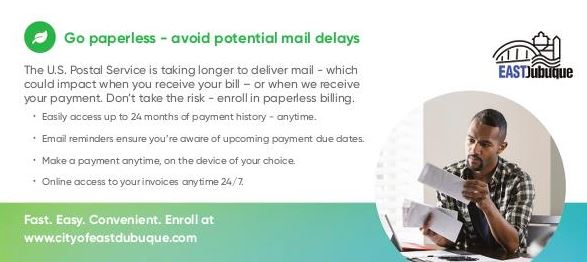 Go paperless - avoid potential mail delays
EASTDubuque
The U.S. Postal Service is taking longer to deliver mail - which
could impact when you receive your bill – or when we receive
your payment. Don't take the risk - enroll in paperless billing.
· Easily access up to 24 months of payment history - anytime.
· Email reminders ensure you're aware of upcoming payment due dates.
· Make a payment anytime, on the device of your choice.
· Online access to your invoices anytime 24/7.
Fast. Easy. Convenient. Enroll at
www.cityofeastdubuque.com